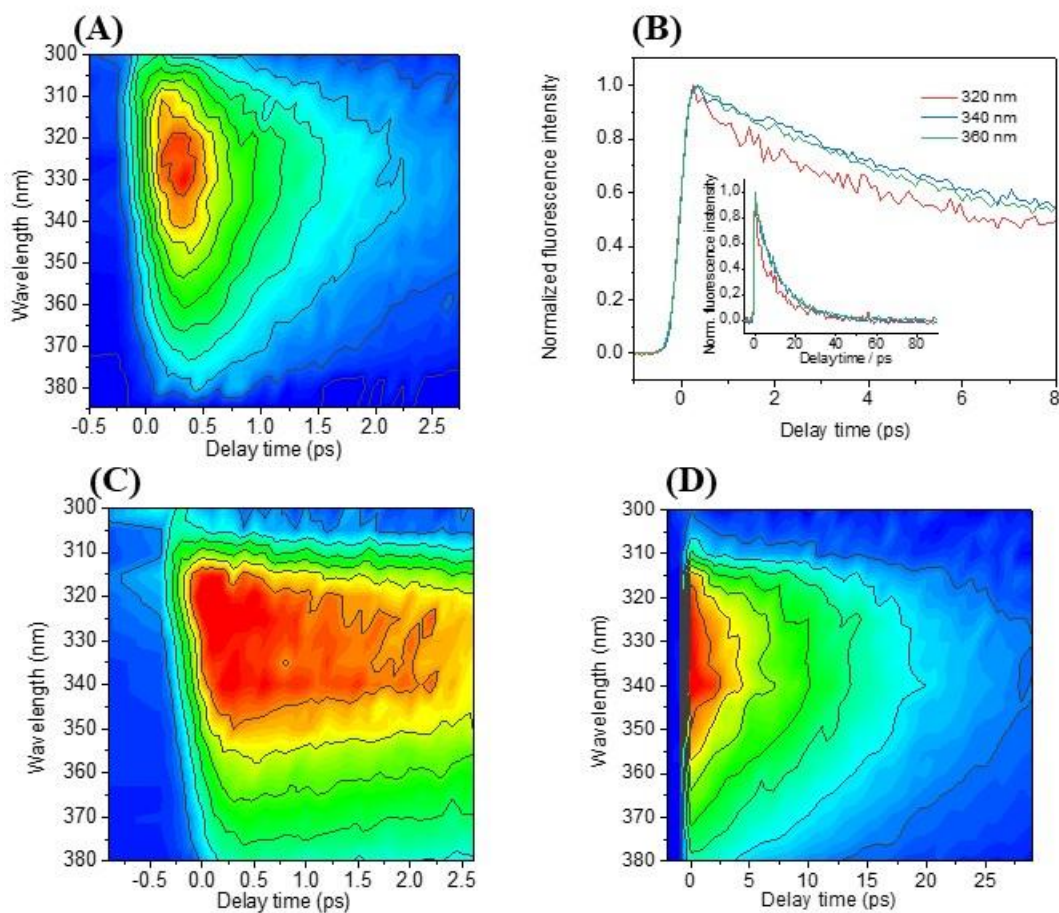 (A)
300
310
320
330
340
350
360
370
380
Wavelength (nm)
-0.5 0.0 0.5 1.0 1.5 2.0 2.5
Delay time (ps)
(B)
1.0
0.8
0.6
0.4
0.2
0.0
Normalized fluorescence intensity
320 nm
340 nm
360 nm
1.0
0.8
0.6
0.4
0.2
0.0
Norm. fluorescence instensity
0 20 40 60 80
Delay time / ps
0 2 4 6 8
Delay time (ps)
(C)
300
310
320
330
340
350
360
370
380
Wavelength (nm)
-0.5 0.0 0.5 1.0 1.5 2.0 2.5
Delay time (ps)
(D)
300
310
320
330
340
350
360
370
380
Wavelength (nm)
0 5 10 15 20 25
Delay time (ps)